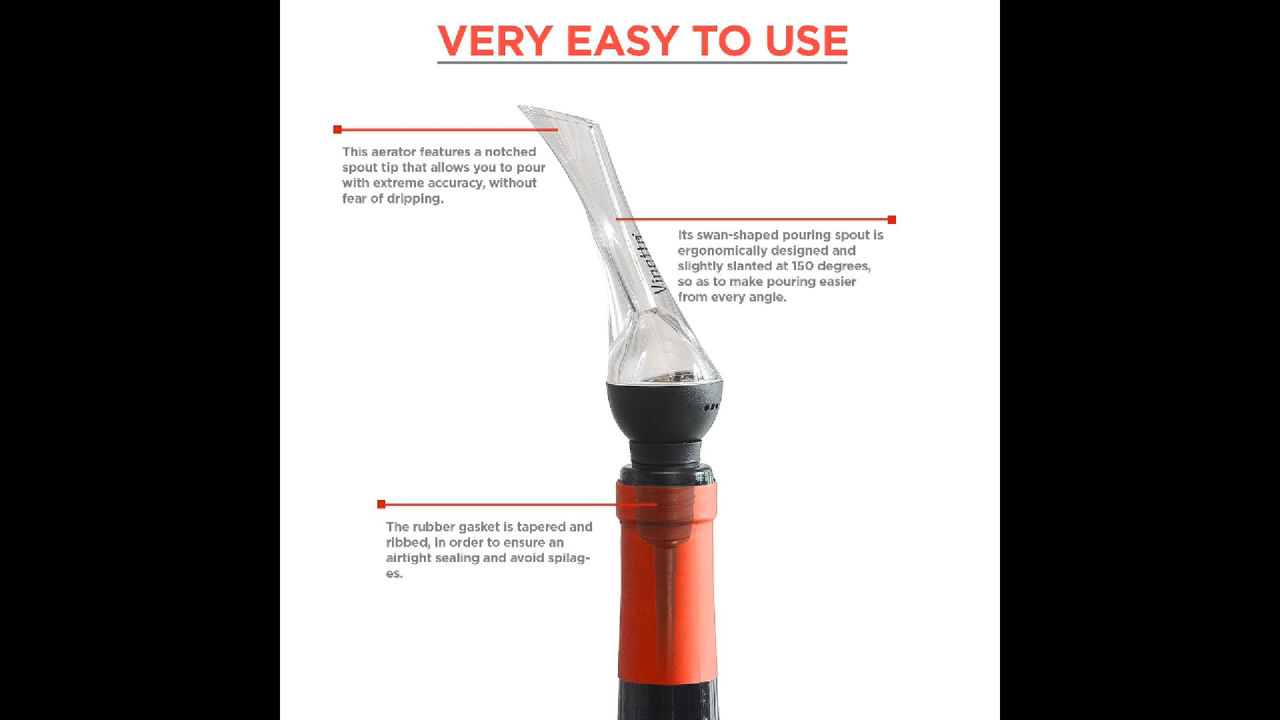 VERY EASY TO USE
This aerator features a notched
spout tip that allows you to pour
with extreme accuracy, without
fear of dripping.
Its swan-shaped pouring spout is
ergonomically designed and
slightly slanted at 150 degrees,
so as to make pouring easier
from every angle.
Vinetti
The rubber gasket is tapered and
ribbed, in order to ensure an
airtight sealing and avoid spilag-
es.